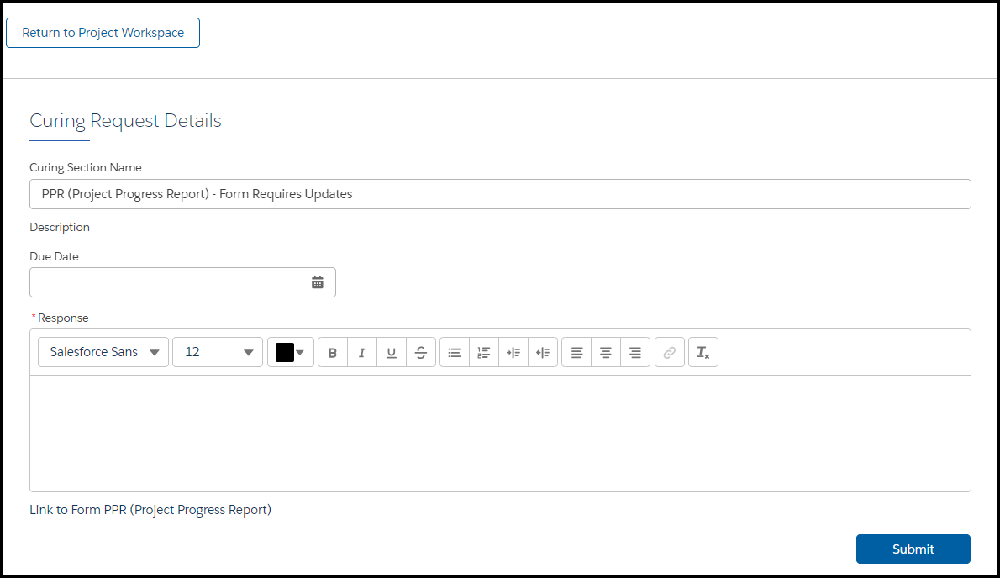 Return to Project Workspace
Curing Request Details
Curing Section Name
PPR (Project Progress Report) - Form Requires Updates
Description
Due Date
*Response
Salesforce Sans 12 B I U S
Link to Form PPR (Project Progress Report)
Submit